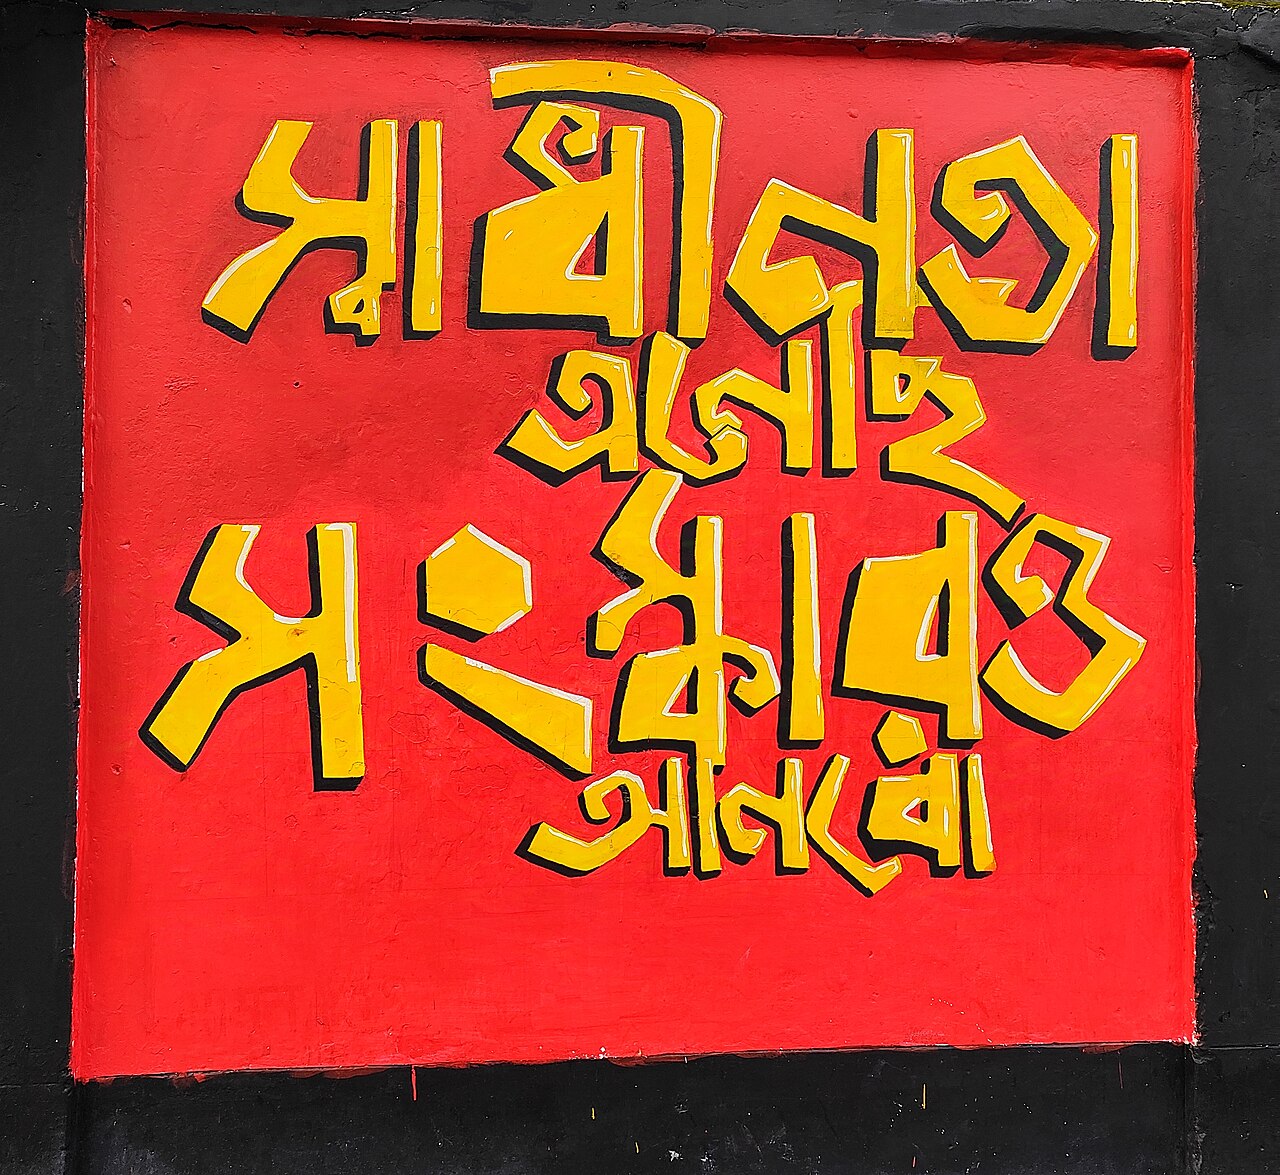 স্বাধীনতা
এনেছি
সংস্কারও
আনবো